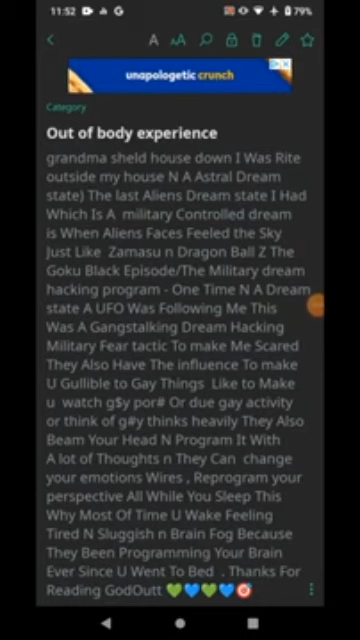 11:52
79%
A AA
unapologetic crunch
Category
Out of body experience
grandma sheld house down I Was Rite
outside my house N A Astral Dream
state) The last Aliens Dream state I Had
Which Is A military Controlled dream
is When Aliens Faces Feeled the Sky
Just Like Zamasu n Dragon Ball Z The
Goku Black Episode/The Military dream
hacking program - One Time N A Dream
state A UFO Was Following Me This
Was A Gangstalking Dream Hacking
Military Fear tactic To make Me Scared
They Also Have The influence To make
U Gullible to Gay Things Like to Make
u watch g$y por# Or due gay activity
or think of g#y thinks heavily They Also
Beam Your Head N Program It With
A lot of Thoughts n They Can change
your emotions Wires , Reprogram your
perspective All While You Sleep This
Why Most Of Time U Wake Feeling
Tired N Sluggish n Brain Fog Because
They Been Programming Your Brain
Ever Since U Went To Bed . Thanks For
Reading GodOutt 💚💙💚💙🎯